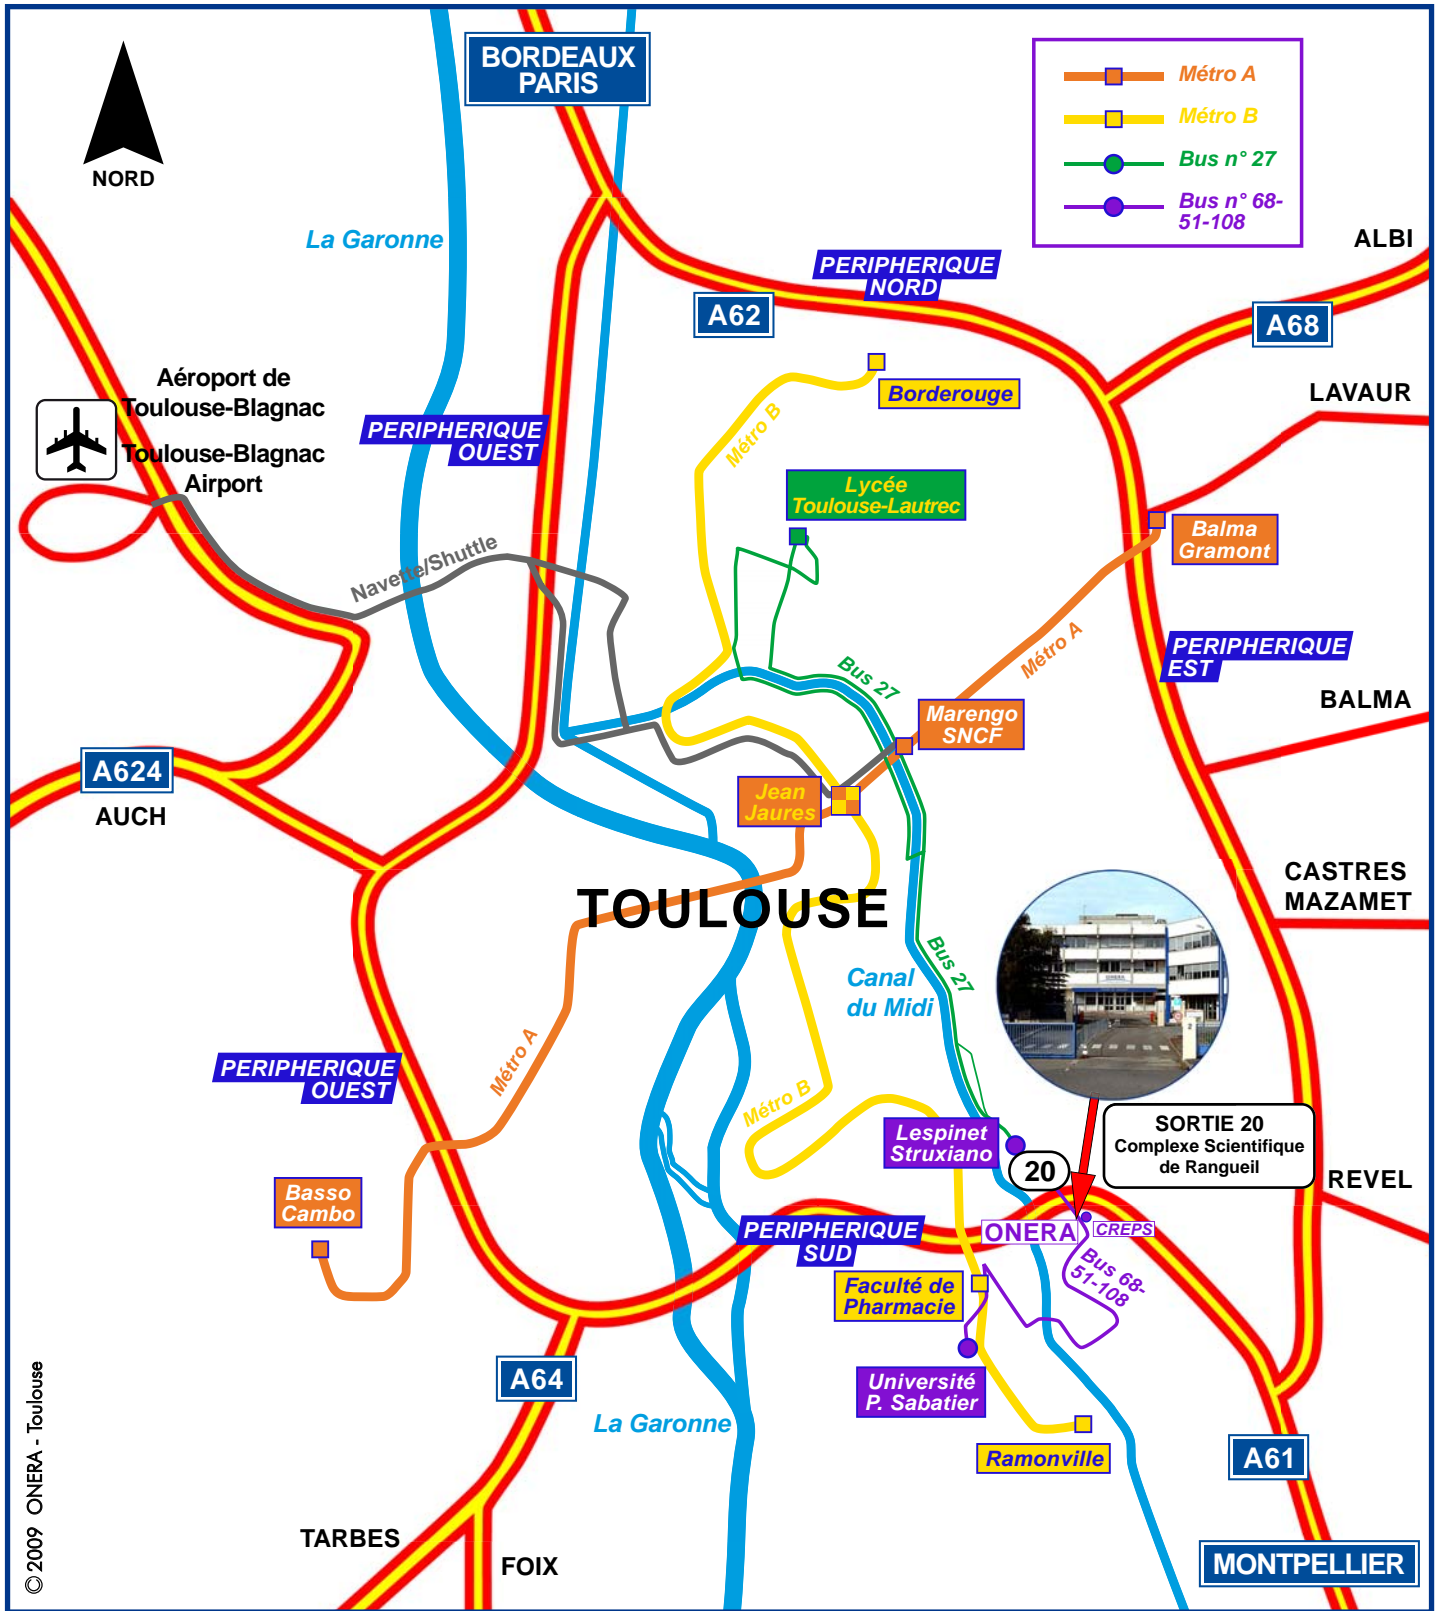 BORDEAUX
PARIS
NORD
Métro A
Métro B
Bus n° 27
Bus n° 68-
51-108
La Garonne
ALBI
PERIPHERIQUE
NORD
A62
A68
Aéroport de
Toulouse-Blagnac
Toulouse-Blagnac
Airport
Borderouge
LAVAUR
PERIPHERIQUE
OUEST
Métro B
Lycée
Toulouse-Lautrec
Balma
Gramont
Navette/Shuttle
Métro A
PERIPHERIQUE
EST
Bus 27
BALMA
Marengo
SNCF
A624
AUCH
Jean
Jaures
CASTRES
MAZAMET
TOULOUSE
Bus 27
Canal
du Midi
ONERA
PERIPHERIQUE
OUEST
Métro A
Métro B
Lespinet
Struxiano
SORTIE 20
Complexe Scientifique
de Rangueil
20
REVEL
Basso
Cambo
PERIPHERIQUE
SUD
ONERA
CREPS
Bus 68-
51-108
Faculté de
Pharmacie
A64
Université
P. Sabatier
La Garonne
Ramonville
A61
TARBES
FOIX
MONTPELLIER
© 2009 ONERA - Toulouse